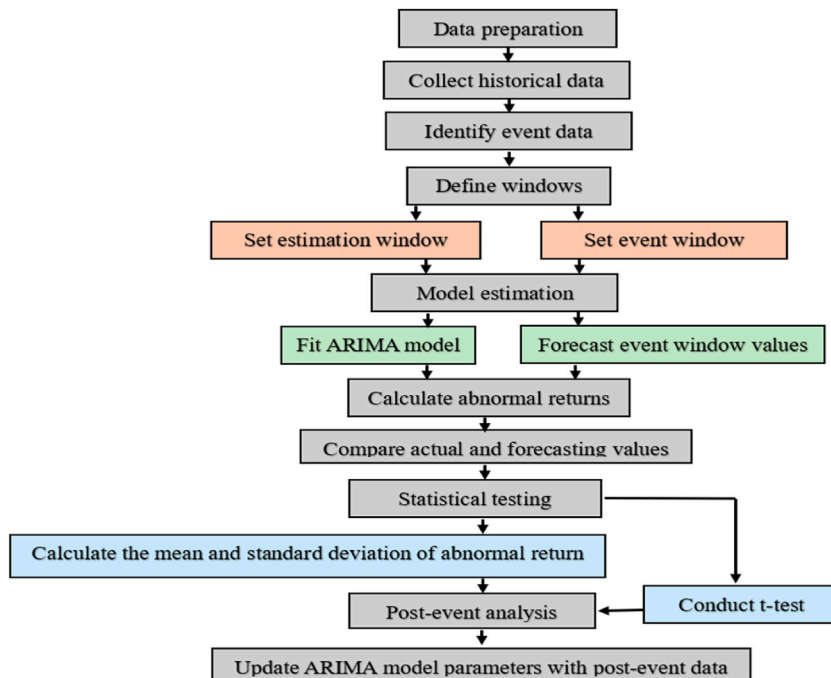 Data preparation
Collect historical data
Identify event data
Define windows
Set estimation window
Set event window
Model estimation
Fit ARIMA model
Forecast event window values
Calculate abnormal returns
Compare actual and forecasting values
Statistical testing
Calculate the mean and standard deviation of abnormal return
Conduct t-test
Post-event analysis
Update ARIMA model parameters with post-event data